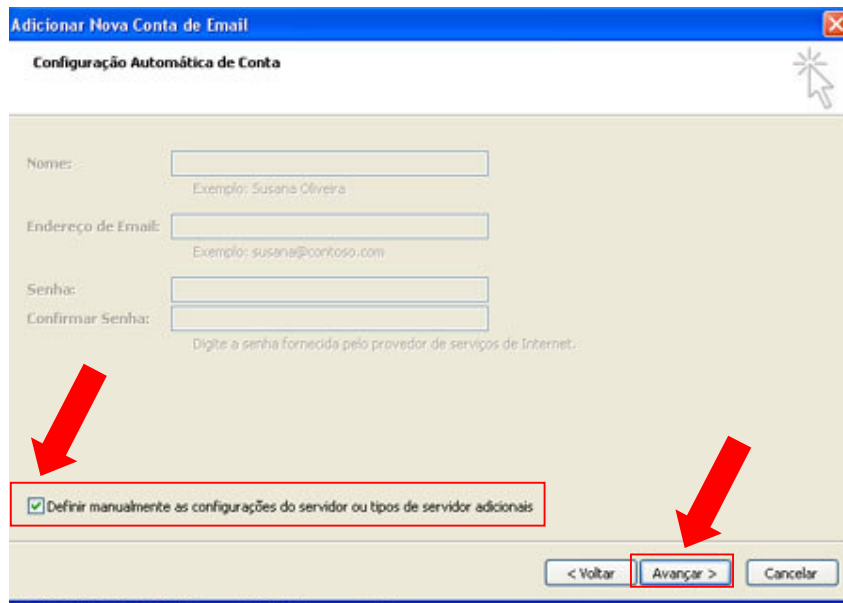 Adicionar Nova Conta de Email
Configuração Automática de Conta
Nome:
Exemplo: Susana Oliveira
Endereço de Email:
Exemplo: susana@contoso.com
Senha:
Confirmar Senha:
Digite a senha fornecida pelo provedor de serviços de Internet.
Definir manualmente as configurações do servidor ou tipos de servidor adicionais
< Voltar Avançar > Cancelar